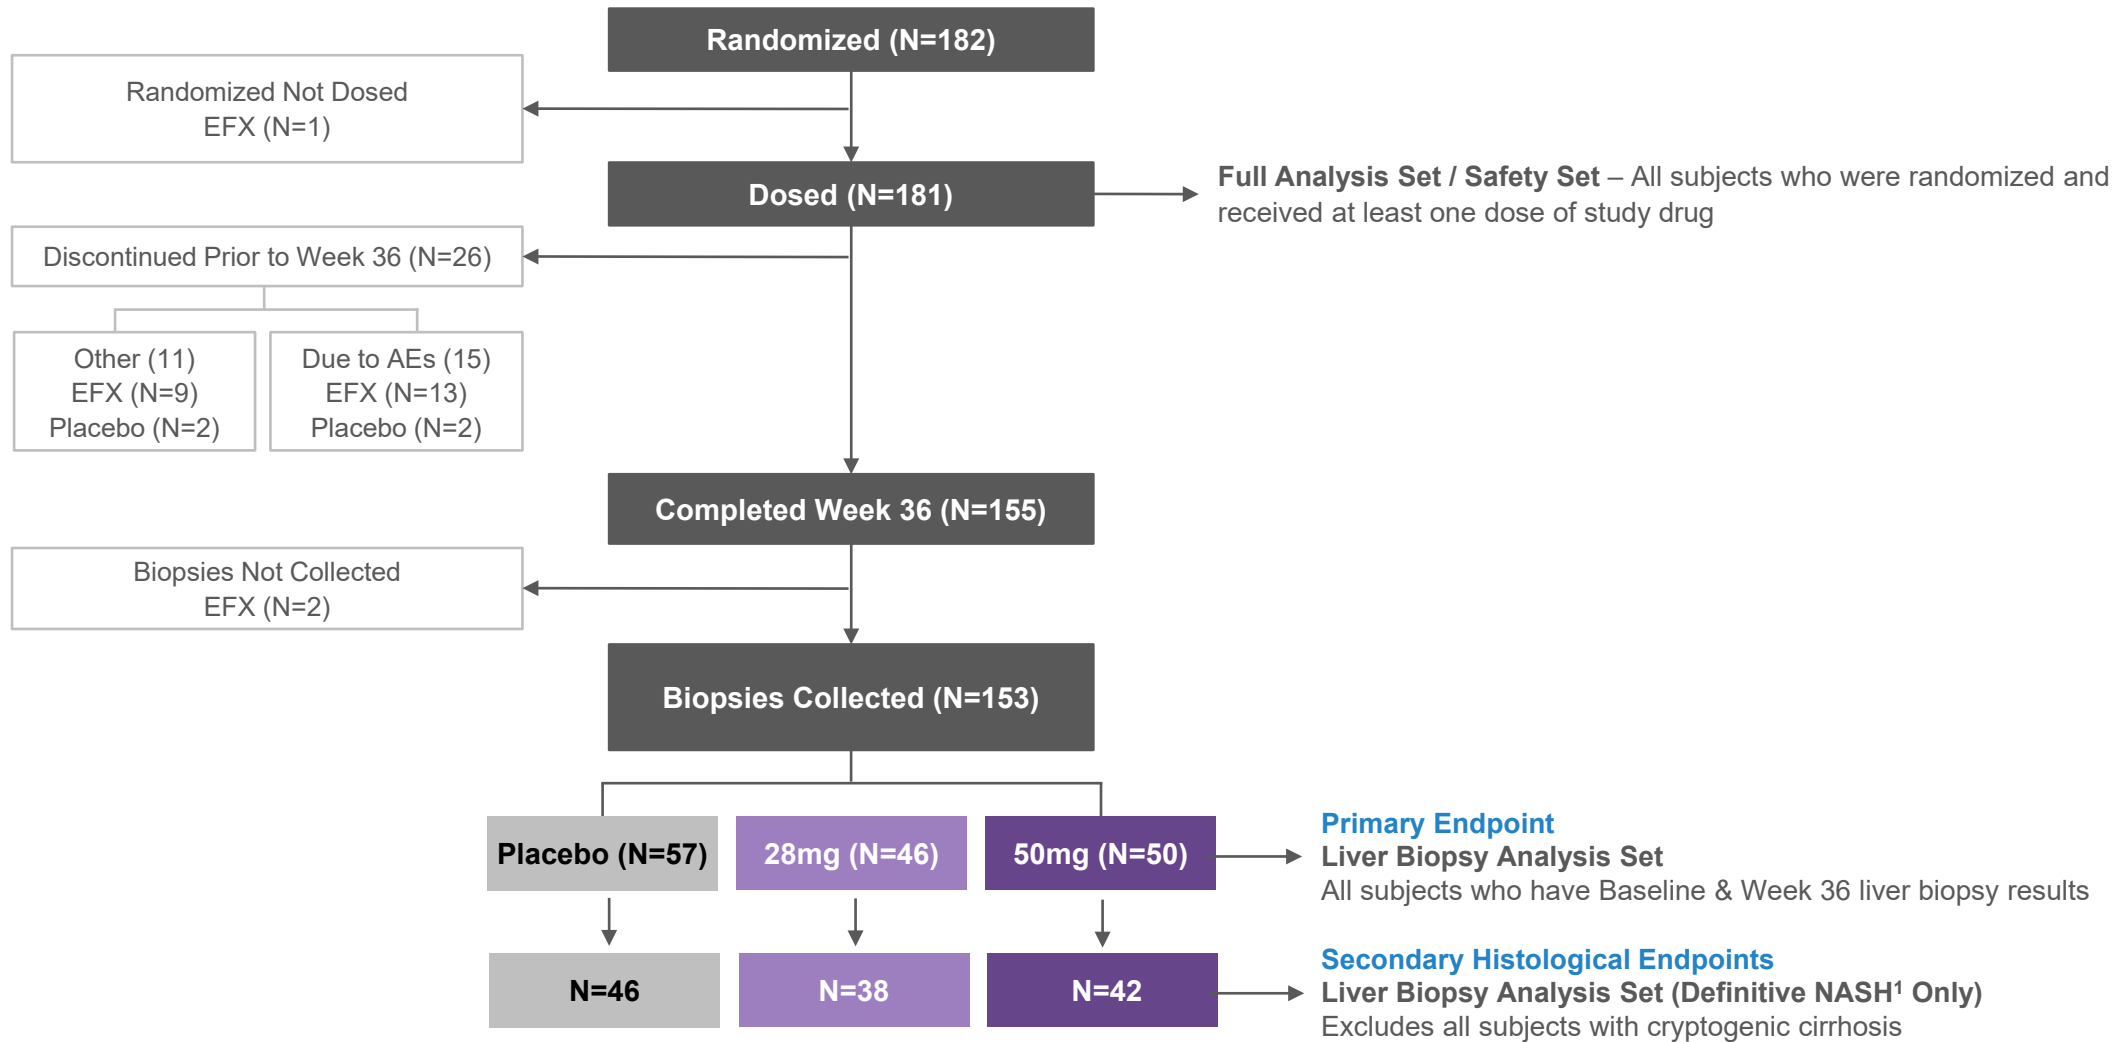 Randomized (N=182)
Randomized Not Dosed
EFX (N=1)
Dosed (N=181)
Full Analysis Set / Safety Set – All subjects who were randomized and
received at least one dose of study drug
Discontinued Prior to Week 36 (N=26)
Other (11)
EFX (N=9)
Placebo (N=2)
Due to AEs (15)
EFX (N=13)
Placebo (N=2)
Completed Week 36 (N=155)
Biopsies Not Collected
EFX (N=2)
Biopsies Collected (N=153)
Placebo (N=57)
28mg (N=46)
50mg (N=50)
Primary Endpoint
Liver Biopsy Analysis Set
All subjects who have Baseline & Week 36 liver biopsy results
N=46
N=38
N=42
Secondary Histological Endpoints
Liver Biopsy Analysis Set (Definitive NASH¹ Only)
Excludes all subjects with cryptogenic cirrhosis